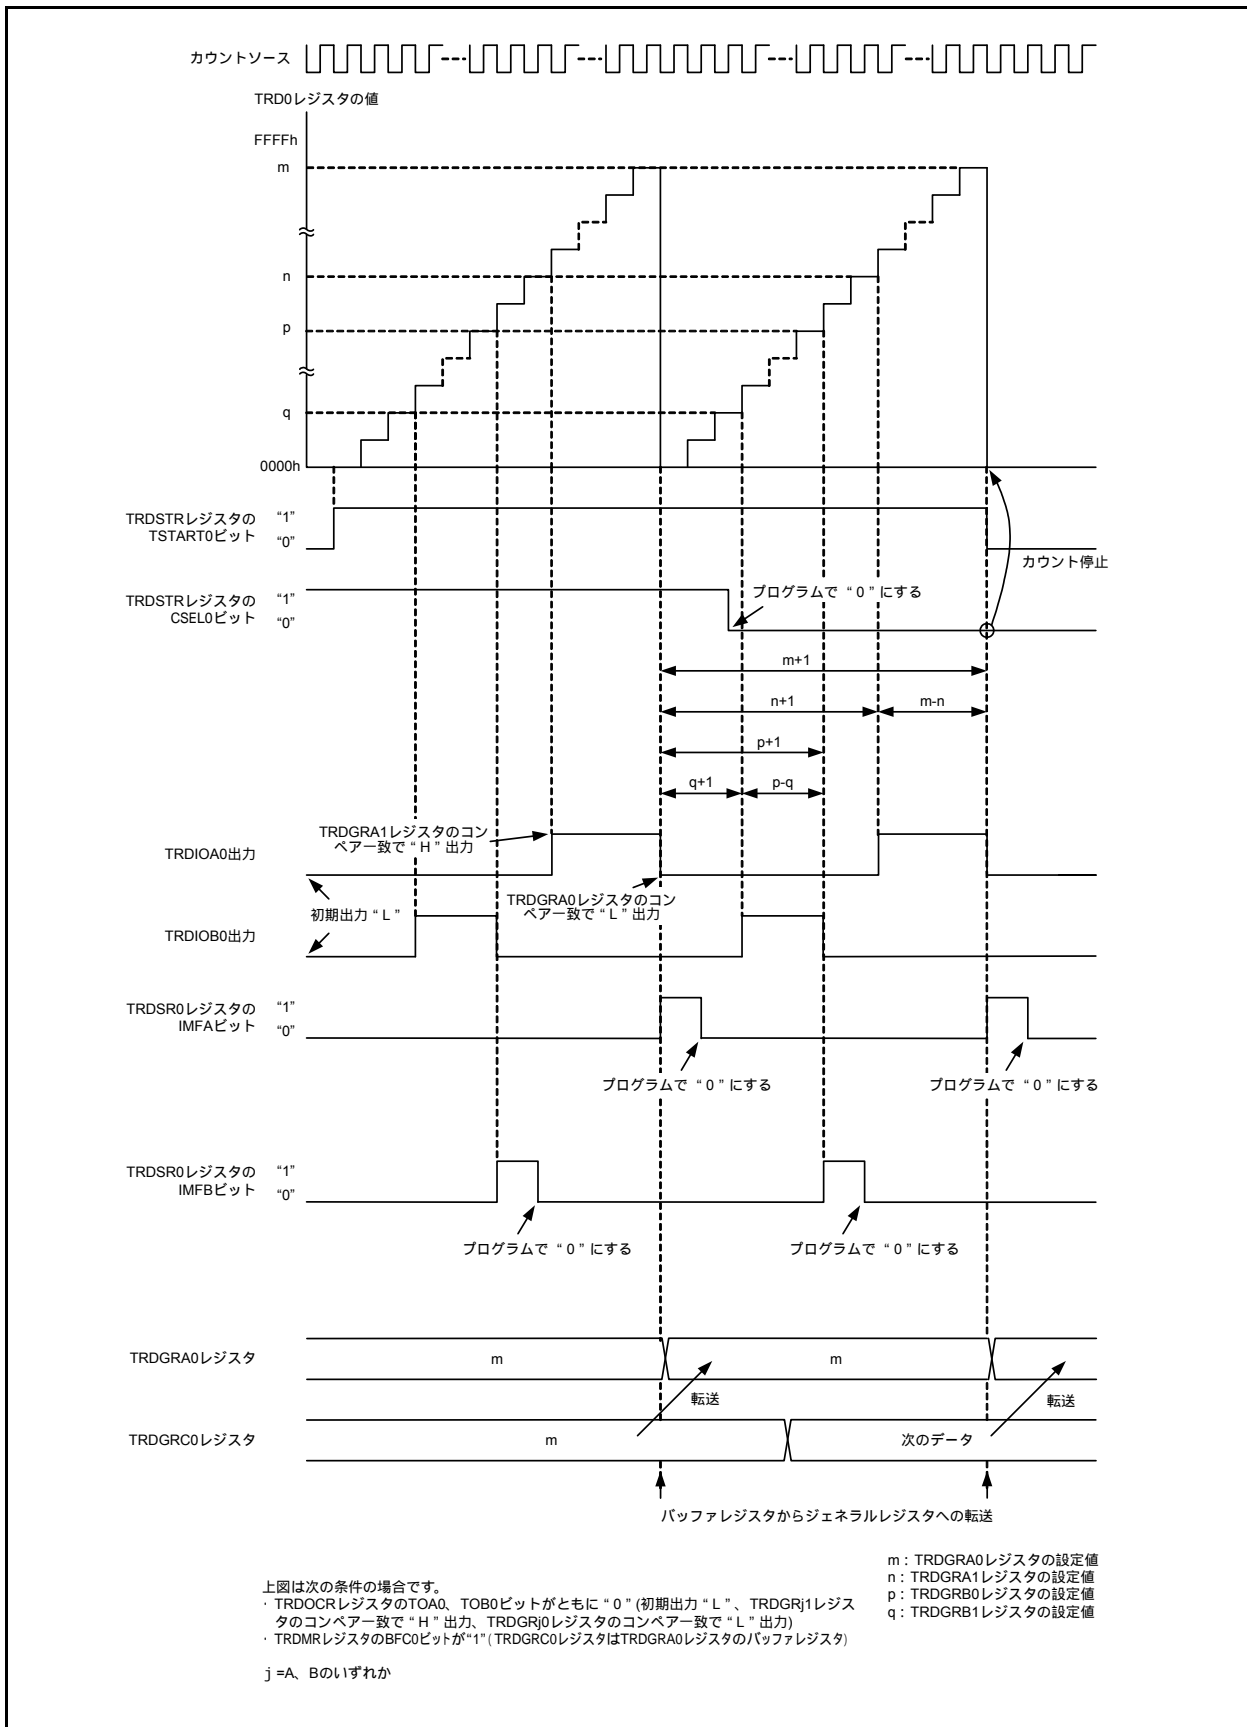 カウントソース
TRD0レジスタの値
FFFFh
m
n
p
q
0000h
TRDSTRレジスタの
TSTART0ビット
“1”
“0”
カウント停止
TRDSTRレジスタの
CSEL0ビット
“1”
“0”
プログラムで “ 0 ” にする
m+1
n+1
m-n
p+1
q+1
p-q
TRDGRA1レジスタのコン
ペア一致で “ H ” 出力
TRDIOA0出力
TRDGRA0レジスタのコン
ペア一致で “ L ” 出力
初期出力 “ L ”
TRDIOB0出力
TRDSR0レジスタの
IMFAビット
“1”
“0”
プログラムで “ 0 ” にする
プログラムで “ 0 ” にする
TRDSR0レジスタの
IMFBビット
“1”
“0”
プログラムで “ 0 ” にする
プログラムで “ 0 ” にする
TRDGRA0レジスタ
m
m
転送
転送
TRDGRC0レジスタ
m
次のデータ
バッファレジスタからジェネラルレジスタへの転送
m : TRDGRA0レジスタの設定値
n : TRDGRA1レジスタの設定値
p : TRDGRB0レジスタの設定値
q : TRDGRB1レジスタの設定値
上図は次の条件の場合です。
・ TRDOCRレジスタのTOA0、TOB0ビットがともに “ 0 ” (初期出力 “ L ” 、TRDGRj1レジス
タのコンペア一致で “ H ” 出力、TRDGRj0レジスタのコンペア一致で “ L ” 出力)
・ TRDMRレジスタのBFC0ビットが“1” ( TRDGRC0レジスタはTRDGRA0レジスタのバッファレジスタ)
j =A、Bのいずれか